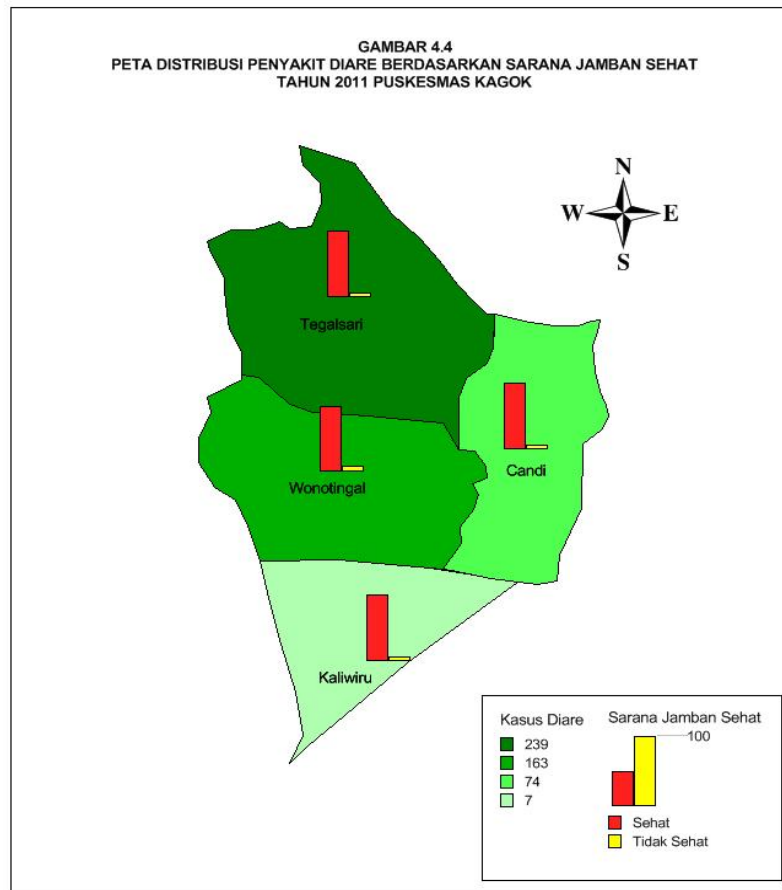 GAMBAR 4.4
PETA DISTRIBUSI PENYAKIT DIARE BERDASARKAN SARANA JAMBAN SEHAT
TAHUN 2011 PUSKESMAS KAGOK
N
W
E
S
Tegalsari
Candi
Wonotingal
Kaliwiru
Kasus Diare
239
163
74
7
Sarana Jamban Sehat
100
Sehat
Tidak Sehat